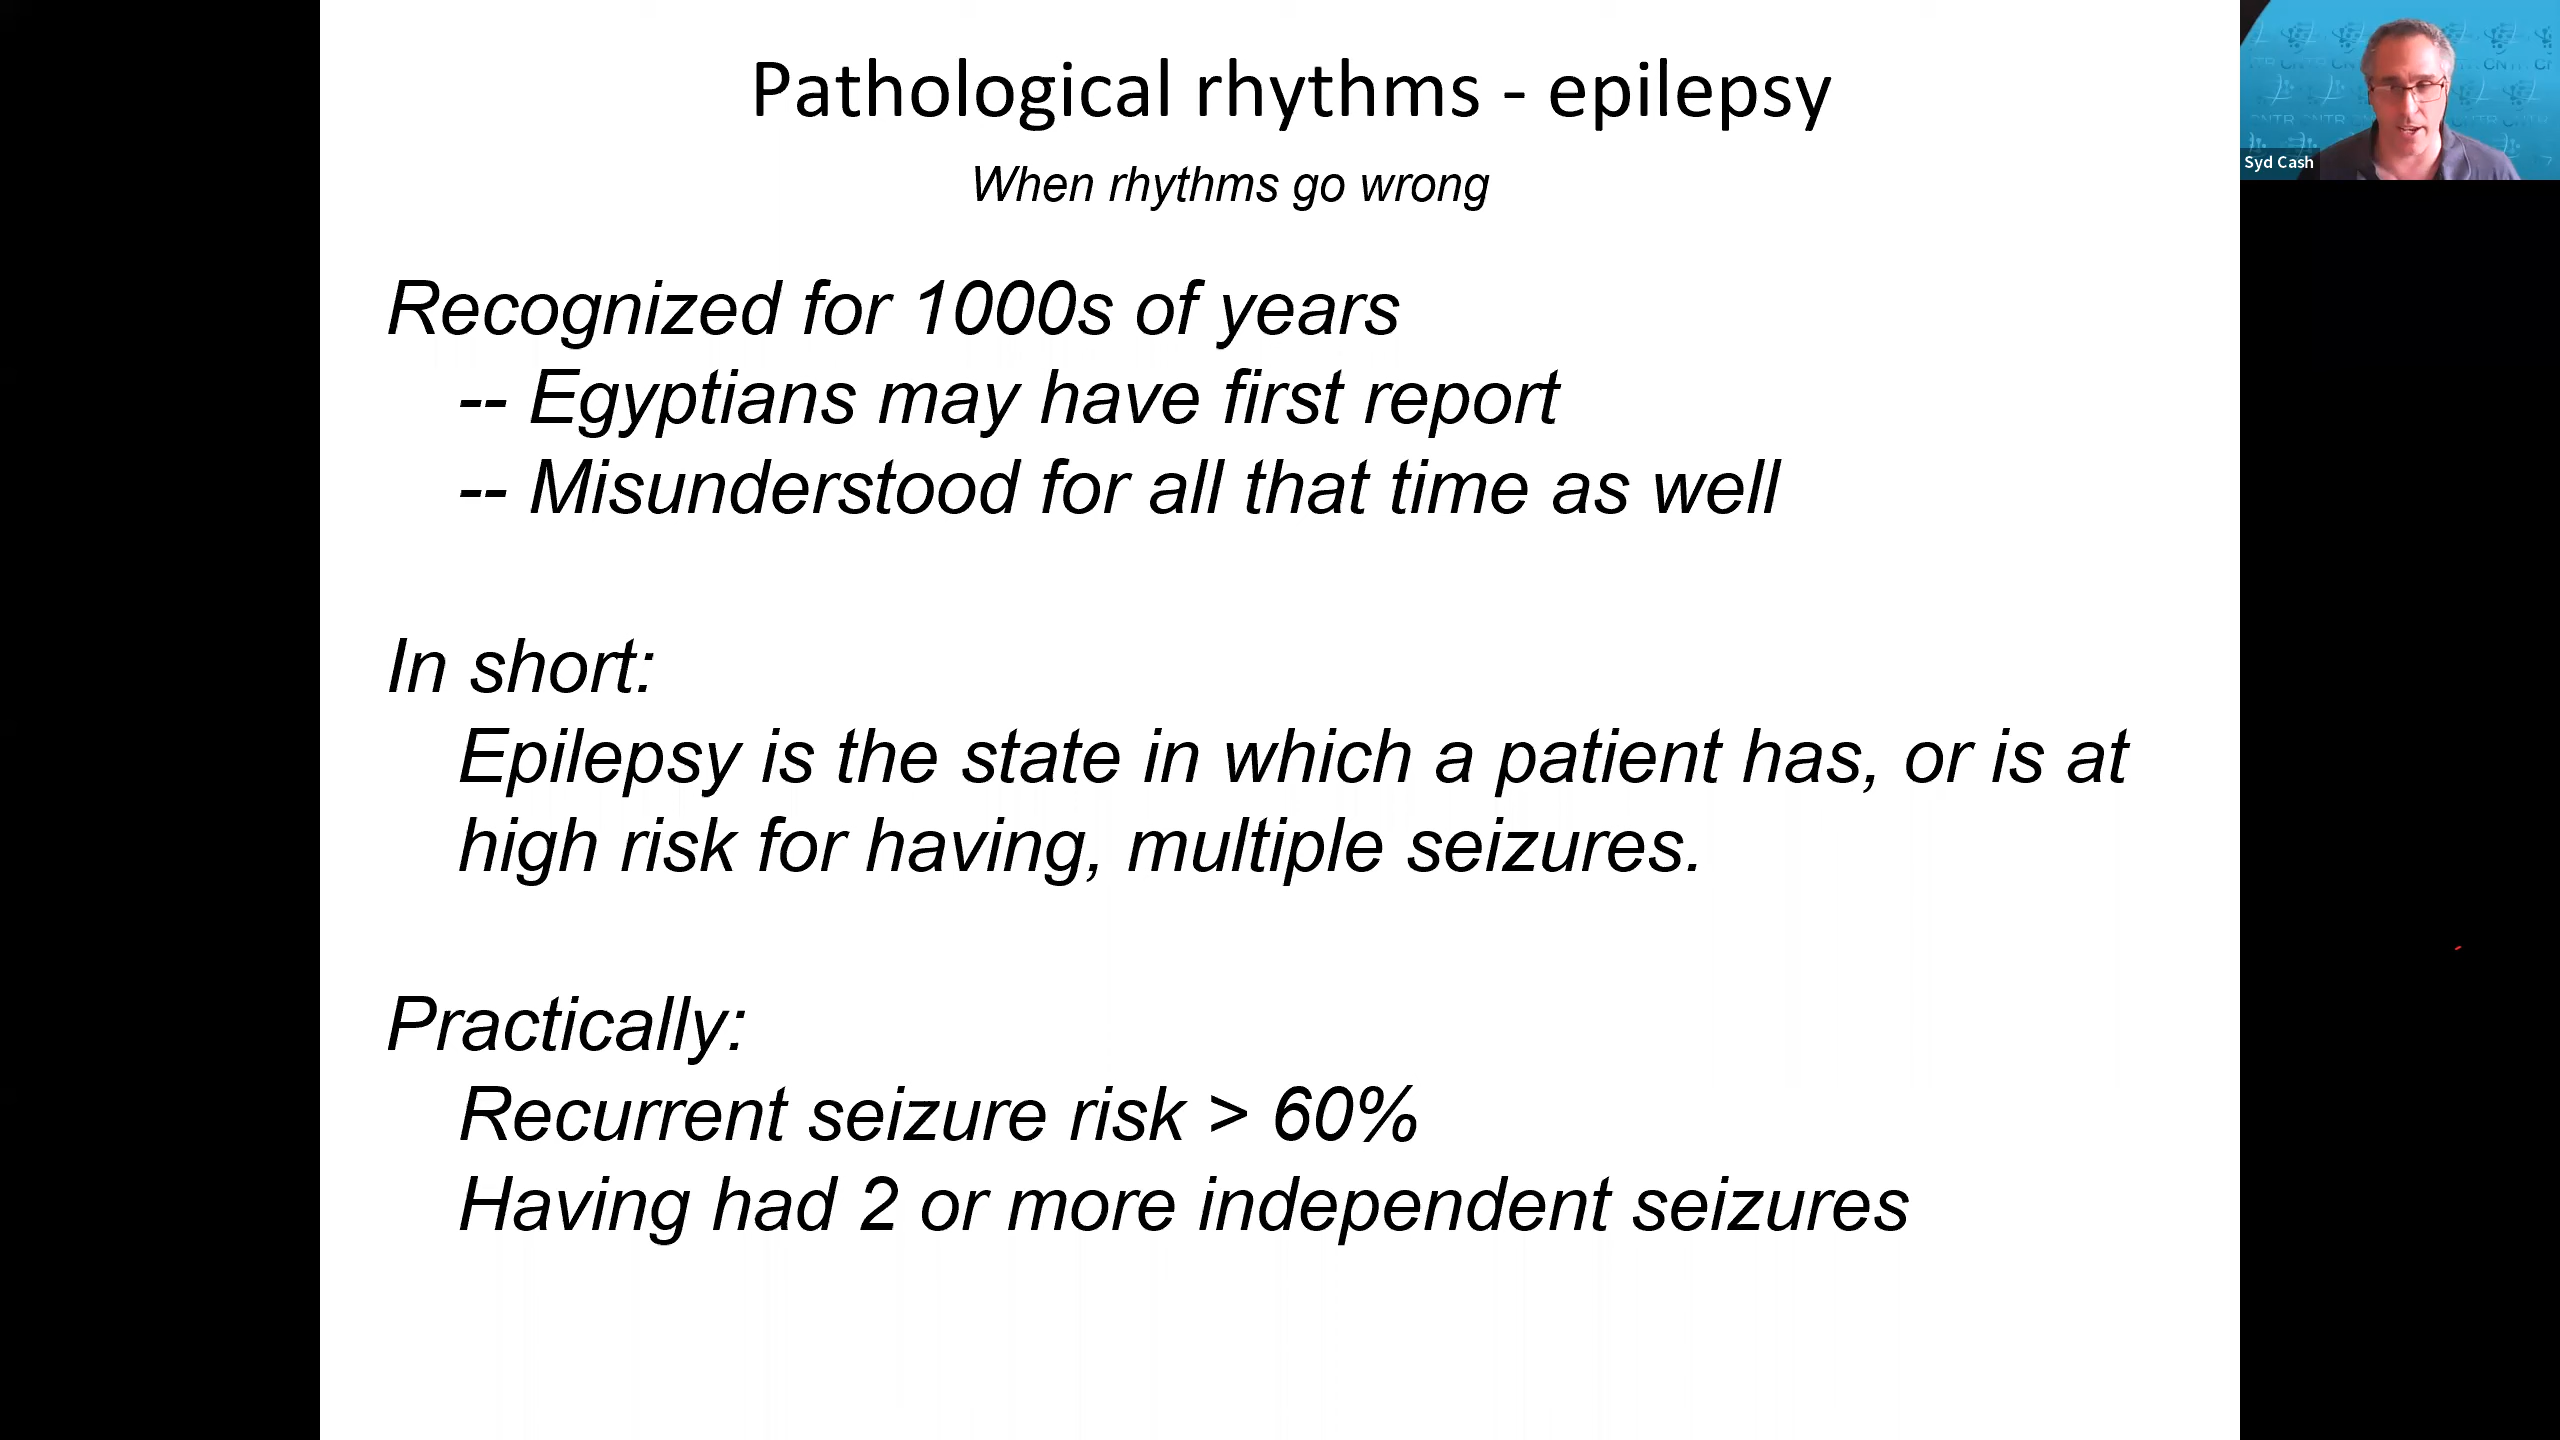 Pathological rhythms - epilepsy
When rhythms go wrong
Recognized for 1000s of years
-- Egyptians may have first report
-- Misunderstood for all that time as well
In short:
Epilepsy is the state in which a patient has, or is at
high risk for having, multiple seizures.
Practically:
Recurrent seizure risk > 60%
Having had 2 or more independent seizures
Syd Cash